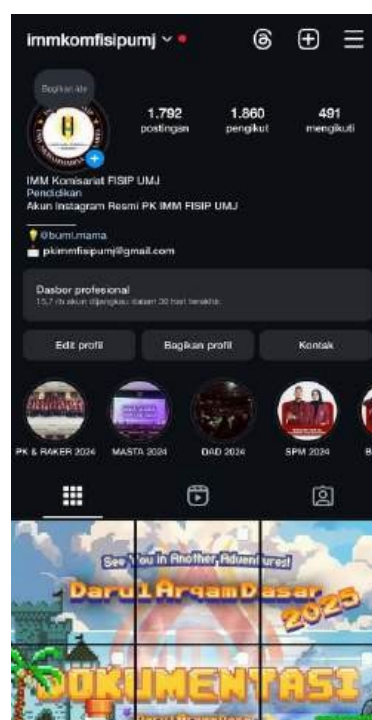 immkomfisipumj
Bagikan ide
1.792 1.860 491
postingan pengikut mengikuti
IMM Komisariat FISIP UMJ
Pendidikan
Akun Instagram Resmi PK IMM FISIP UMJ
@bumi.mama
pkimmfisipumj@gmail.com
Dasbor profesional
15,7 rb akun dijangkau dalam 30 hari terakhir.
Edit profil Bagikan profil Kontak
PK & RAKER 2024 MASTA 2024 DAD 2024 SPM 2024 B
See You in Another Adventures!
Darul Arqam Dasar
2025
DOKUMENTASI
Darul Arqam Dasar